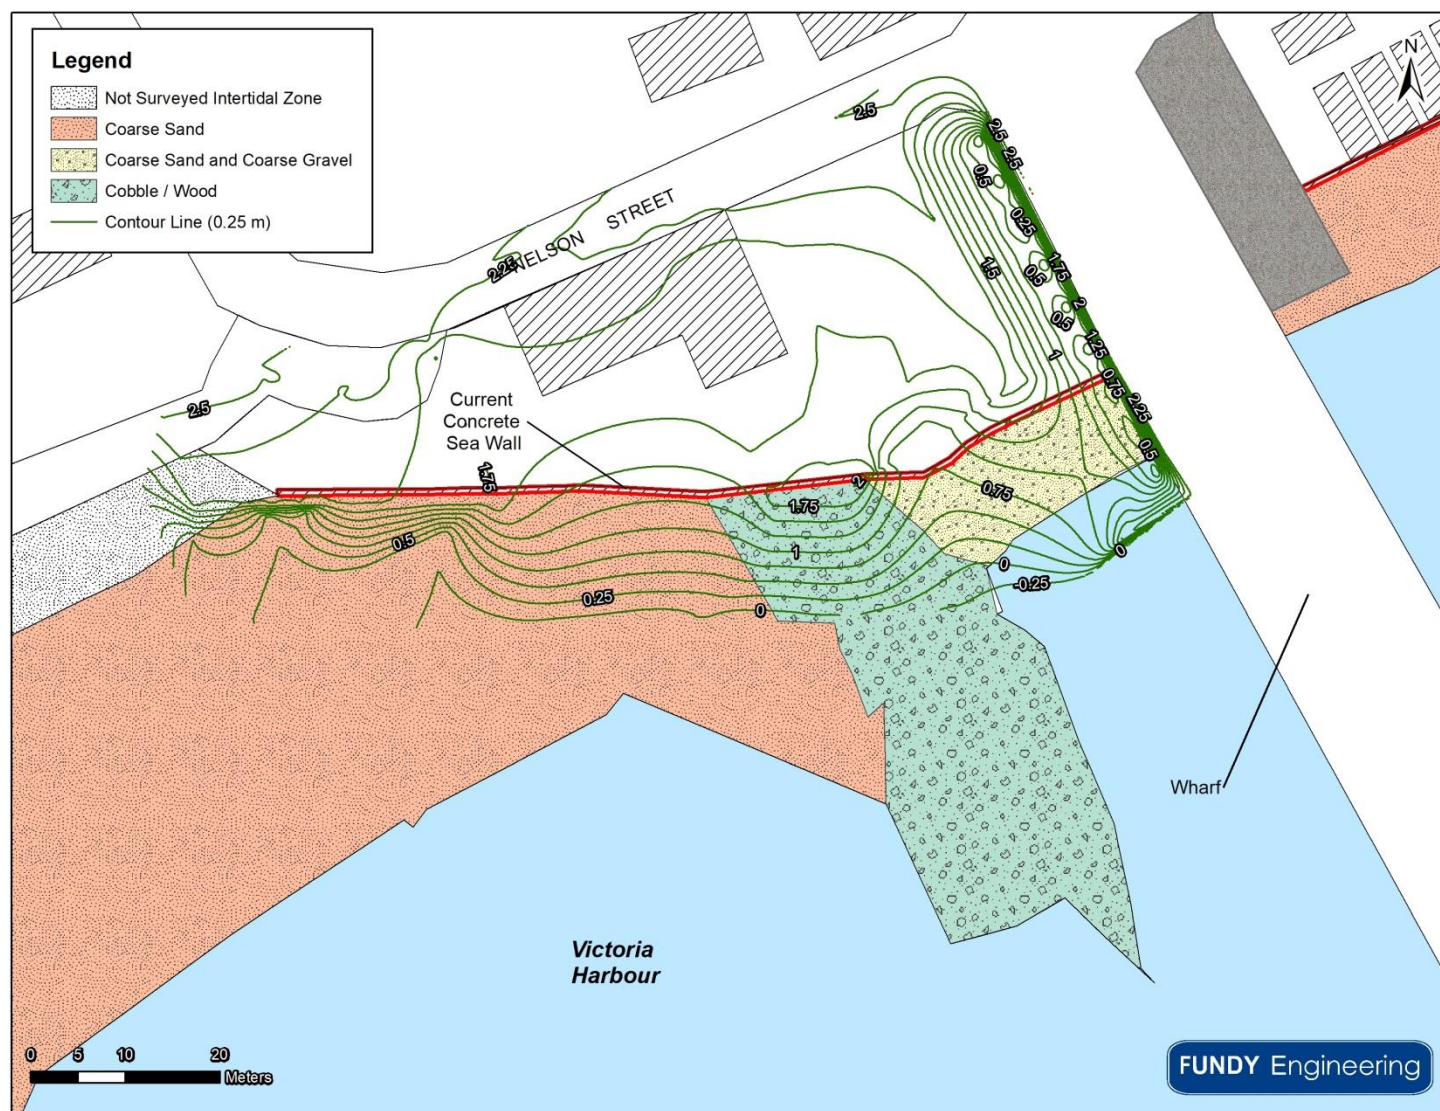 Legend
Not Surveyed Intertidal Zone
Coarse Sand
Coarse Sand and Coarse Gravel
Cobble / Wood
Contour Line (0.25 m)
N
2.5
2.5
2.5
0.5
0.25
NELSON STREET
2.25
1.5
0.5
1.75
2
0.5
1.25
1
0.75
2.25
2.5
Current
Concrete
Sea Wall
0.5
1.75
2
0.75
1.75
0.5
1
0
0
-0.25
0.25
0
Wharf
Victoria
Harbour
0 5 10 20
Meters
FUNDY Engineering